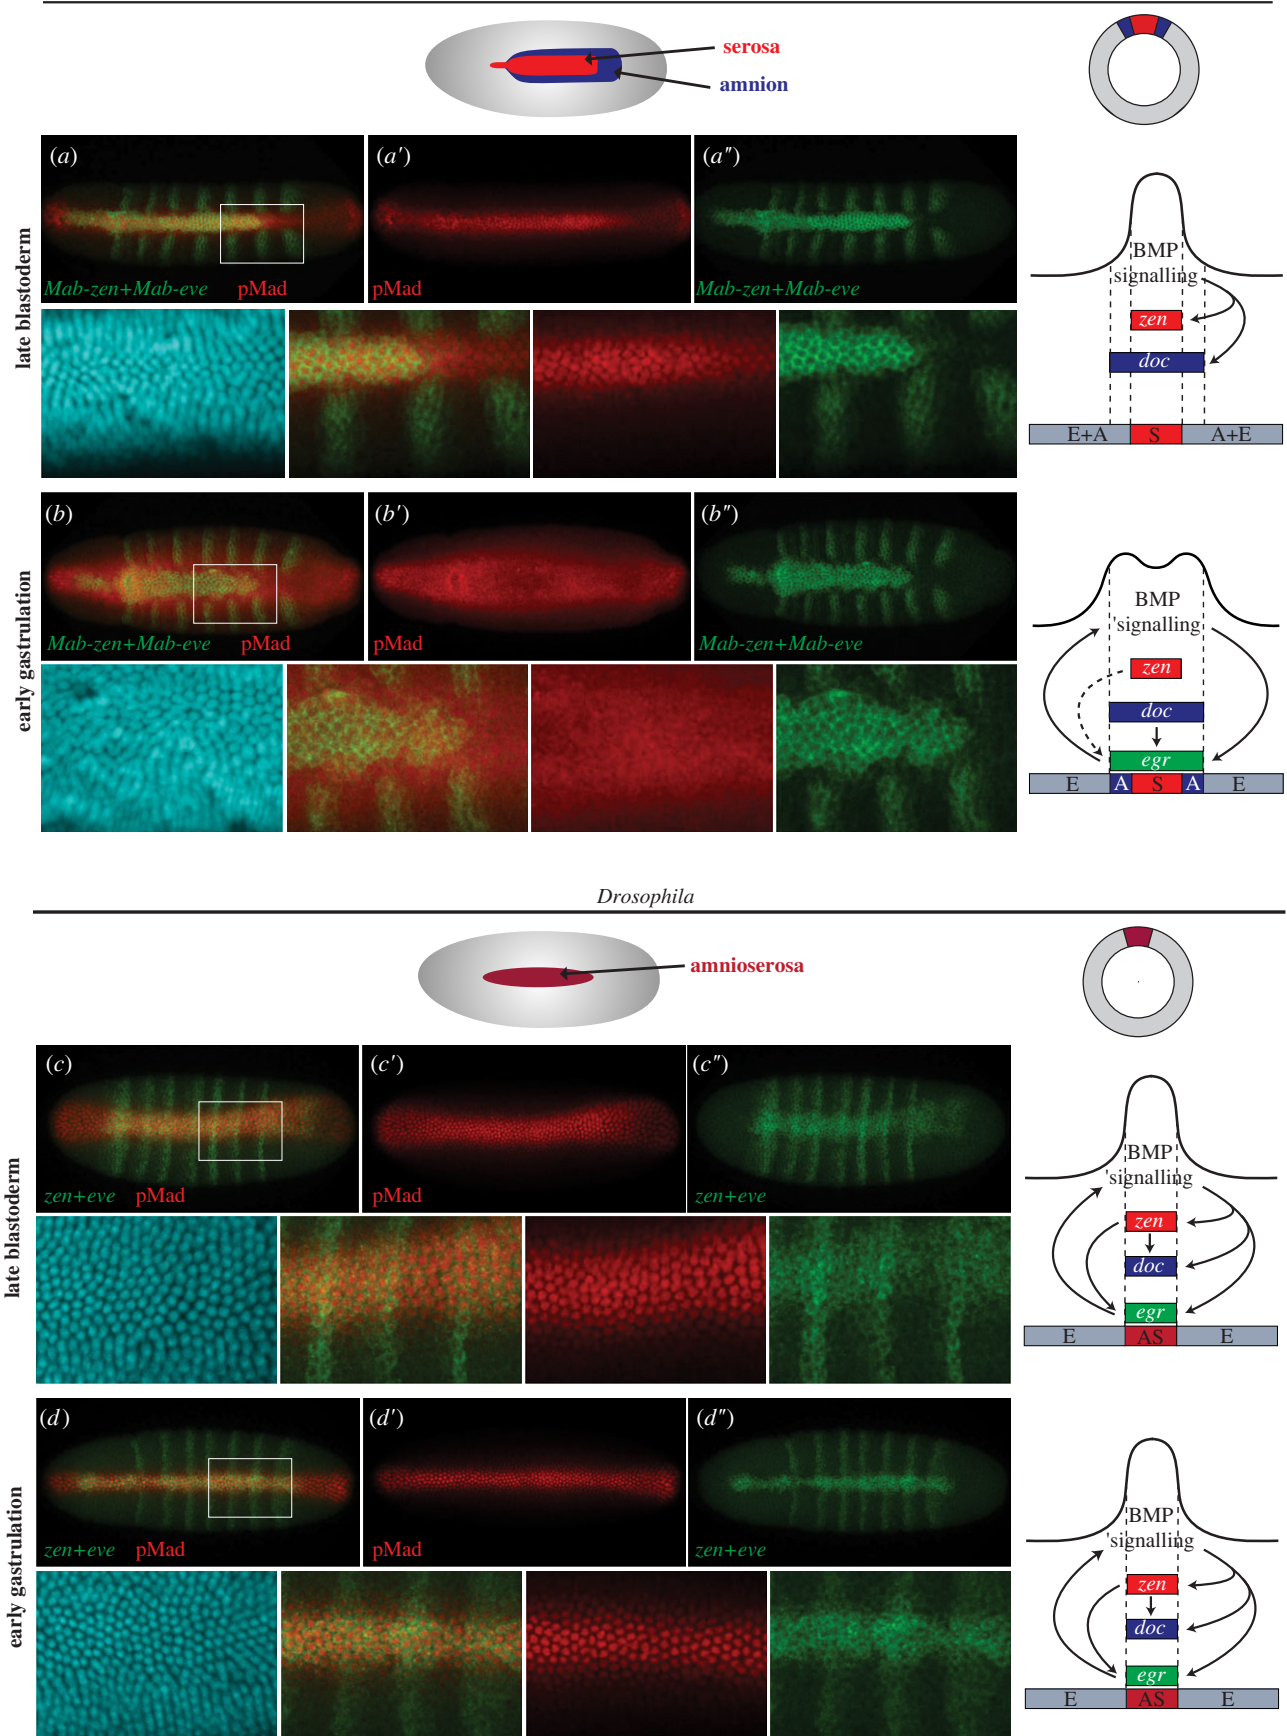 serosa
amnion
late blastoderm
(a)
Mab-zen+Mab-eve pMad
(a′)
pMad
(a″)
Mab-zen+Mab-eve
BMP
signalling
zen
doc
E+A S A+E
early gastrulation
(b)
Mab-zen+Mab-eve pMad
(b′)
pMad
(b″)
Mab-zen+Mab-eve
BMP
'signalling
zen
doc
egr
E A S A E
Drosophila
amnioserosa
late blastoderm
(c)
zen+eve pMad
(c′)
pMad
(c″)
zen+eve
BMP
'signalling
zen
doc
egr
E AS E
early gastrulation
(d)
zen+eve pMad
(d′)
pMad
(d″)
zen+eve
BMP
'signalling
zen
doc
egr
E AS E